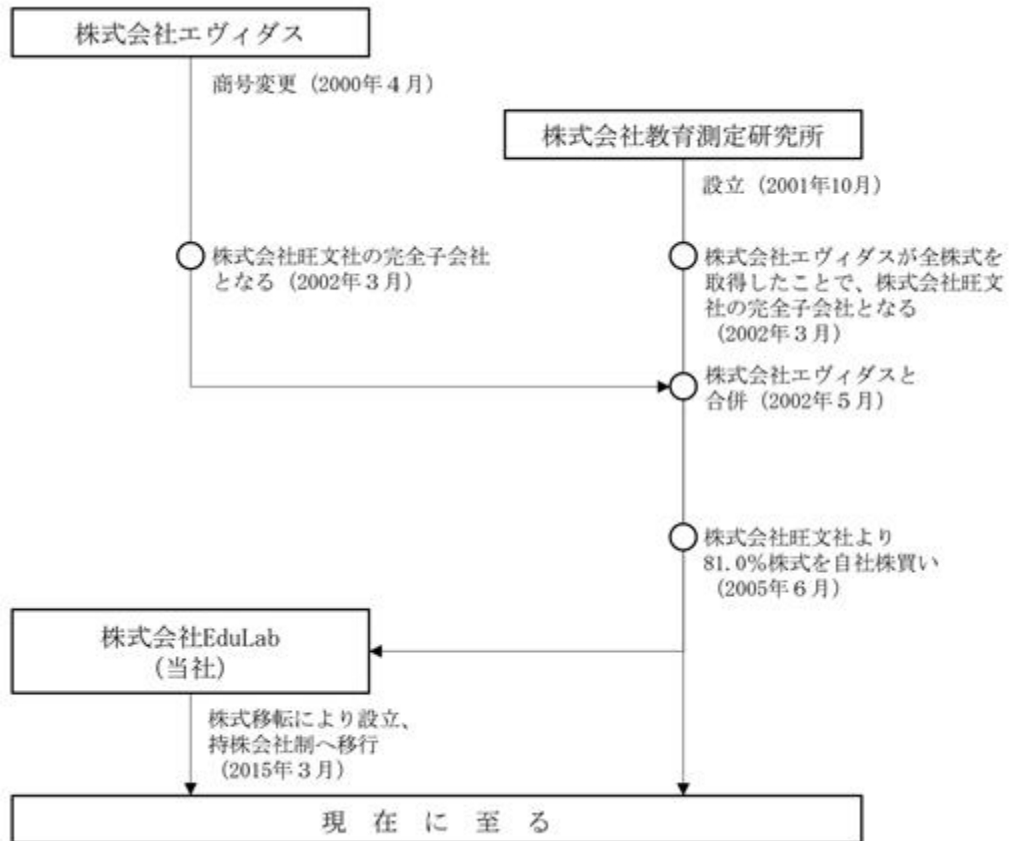 株式会社エヴィダス
商号変更（2000年４月）
株式会社教育測定研究所
設立（2001年10月）
株式会社旺文社の完全子会社
となる（2002年３月）
株式会社エヴィダスが全株式を
取得したことで、株式会社旺文
社の完全子会社となる
（2002年３月）
株式会社エヴィダスと
合併（2002年５月）
株式会社旺文社より
81.0％株式を自社株買い
（2005年６月）
株式会社EduLab
（当社）
株式移転により設立、
持株会社制へ移行
（2015年３月）
現 在 に 至 る